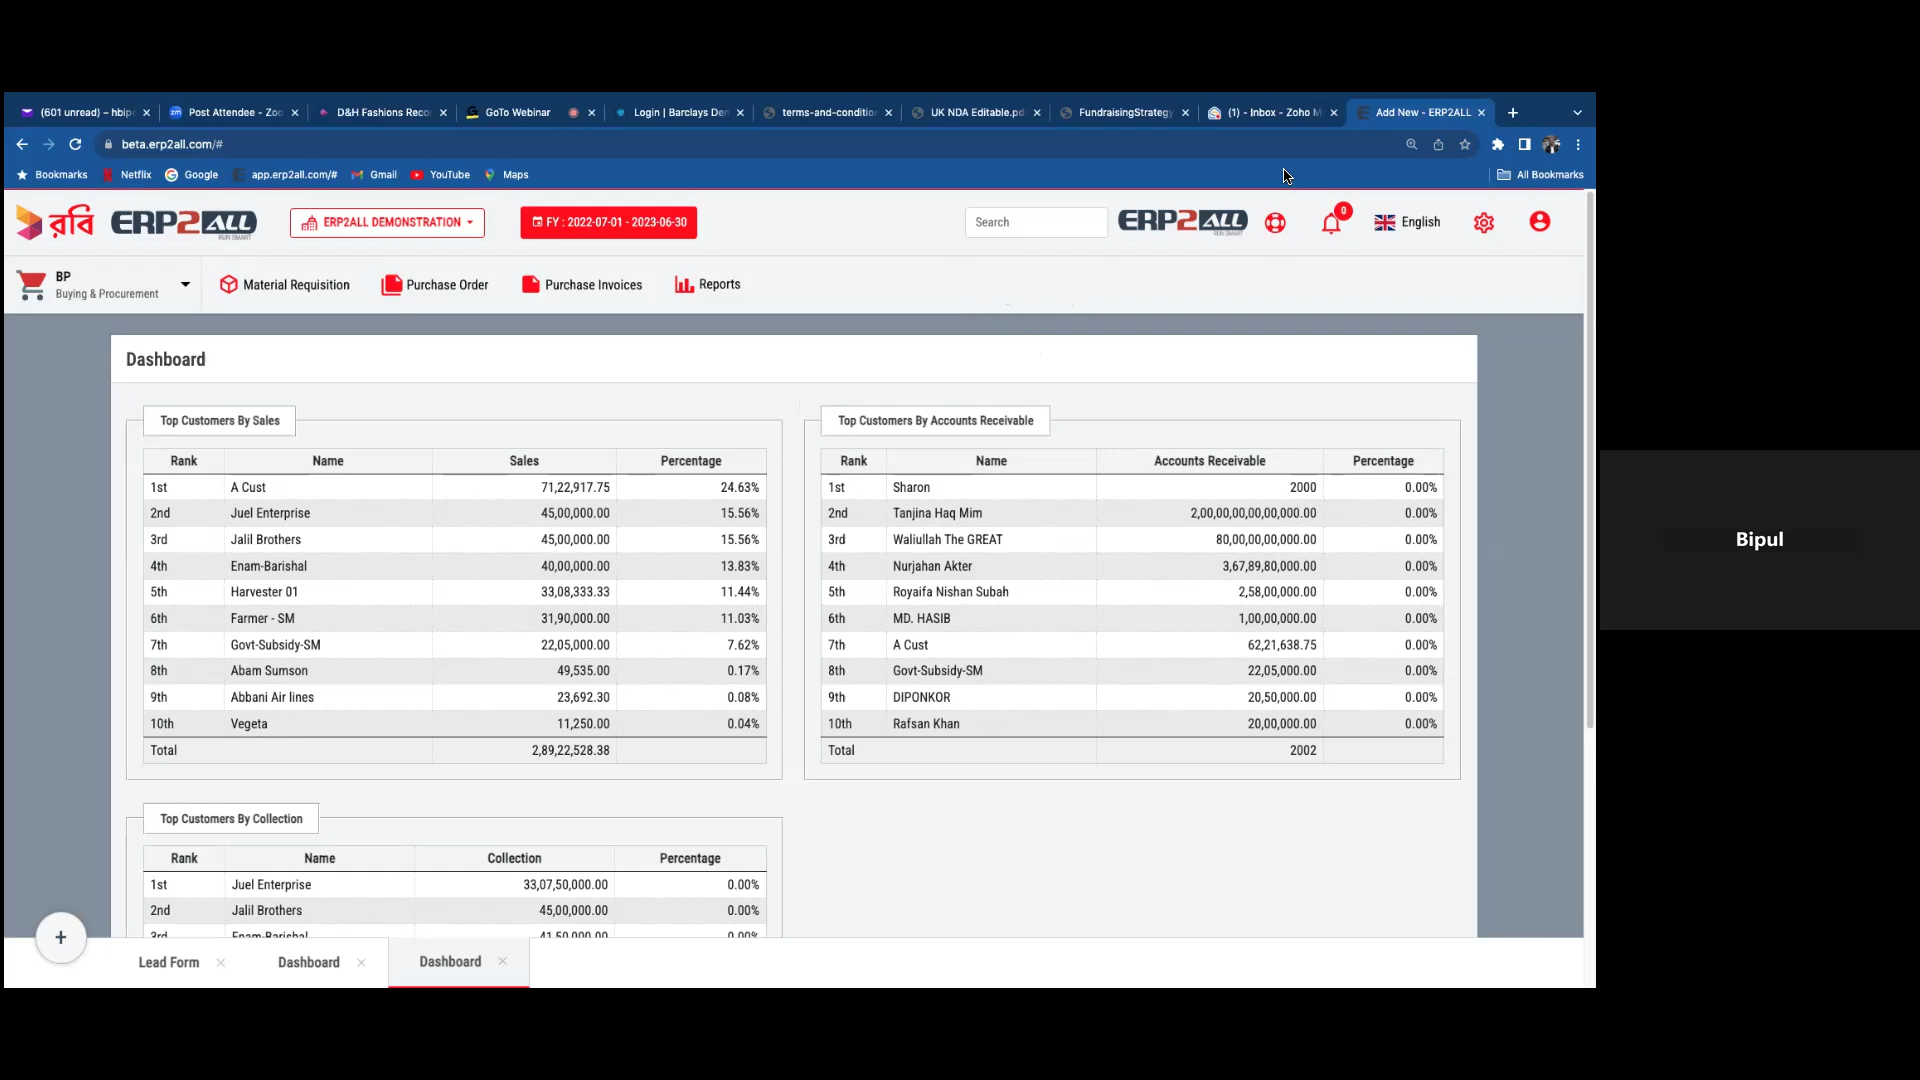 (601 unread) – hbip
Post Attendee - Zoo
D&H Fashions Reco
GoTo Webinar
Login | Barclays De
terms-and-conditio
UK NDA Editable.pd
FundraisingStrategy
(1) - Inbox - Zoho M
Add New - ERP2ALL
beta.erp2all.com/#
Bookmarks
Netflix
Google
app.erp2all.com/#
Gmail
YouTube
Maps
All Bookmarks
রবি
ERP2ALL
RUN SMART
ERP2ALL DEMONSTRATION
FY : 2022-07-01 - 2023-06-30
Search
ERP2ALL
RUN SMART
0
English
BP
Buying & Procurement
Material Requisition
Purchase Order
Purchase Invoices
Reports
Dashboard
Top Customers By Sales
Rank Name Sales Percentage
1st A Cust 71,22,917.75 24.63%
2nd Juel Enterprise 45,00,000.00 15.56%
3rd Jalil Brothers 45,00,000.00 15.56%
4th Enam-Barishal 40,00,000.00 13.83%
5th Harvester 01 33,08,333.33 11.44%
6th Farmer - SM 31,90,000.00 11.03%
7th Govt-Subsidy-SM 22,05,000.00 7.62%
8th Abam Sumson 49,535.00 0.17%
9th Abbani Air lines 23,692.30 0.08%
10th Vegeta 11,250.00 0.04%
Total 2,89,22,528.38
Top Customers By Accounts Receivable
Rank Name Accounts Receivable Percentage
1st Sharon 2000 0.00%
2nd Tanjina Haq Mim 2,00,00,00,00,00,000.00 0.00%
3rd Waliullah The GREAT 80,00,00,00,000.00 0.00%
4th Nurjahan Akter 3,67,89,80,000.00 0.00%
5th Royaifa Nishan Subah 2,58,00,000.00 0.00%
6th MD. HASIB 1,00,00,000.00 0.00%
7th A Cust 62,21,638.75 0.00%
8th Govt-Subsidy-SM 22,05,000.00 0.00%
9th DIPONKOR 20,50,000.00 0.00%
10th Rafsan Khan 20,00,000.00 0.00%
Total 2002
Top Customers By Collection
Rank Name Collection Percentage
1st Juel Enterprise 33,07,50,000.00 0.00%
2nd Jalil Brothers 45,00,000.00 0.00%
3rd Enam-Barishal 41,50,000.00 0.00%
+
Lead Form
Dashboard
Dashboard
Bipul